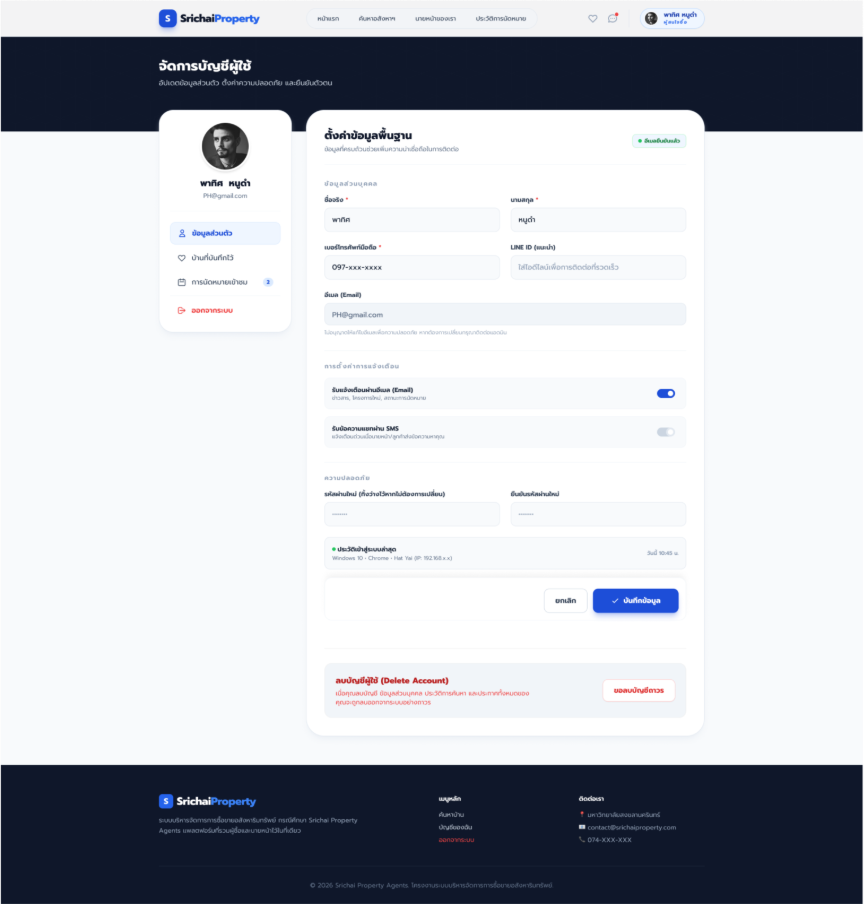 S SrichaiProperty
หน้าแรก
ค้นหาอสังหาฯ
นายหน้าของเรา
ประวัติการนัดหมาย
พาทิศ หนูดำ
ผู้สนใจซื้อ
จัดการบัญชีผู้ใช้
อัปเดตข้อมูลส่วนตัว ตั้งค่าความปลอดภัย และยืนยันตัวตน
พาทิศ หนูดำ
PH@gmail.com
ข้อมูลส่วนตัว
บ้านที่บันทึกไว้
การนัดหมายเข้าชม 2
ออกจากระบบ
ตั้งค่าข้อมูลพื้นฐาน
ข้อมูลที่ครบถ้วนช่วยเพิ่มความน่าเชื่อถือในการติดต่อ
อีเมลยืนยันแล้ว
ข้อมูลส่วนบุคคล
ชื่อจริง *
นามสกุล *
พาทิศ
หนูดำ
เบอร์โทรศัพท์มือถือ *
LINE ID (แนะนำ)
097-xxx-xxxx
ใส่ไอดีไลน์เพื่อการติดต่อที่รวดเร็ว
อีเมล (Email)
PH@gmail.com
ไม่อนุญาตให้แก้ไขอีเมลเพื่อความปลอดภัย หากต้องการเปลี่ยนกรุณาติดต่อแอดมิน
การตั้งค่าการแจ้งเตือน
รับแจ้งเตือนผ่านอีเมล (Email)
ข่าวสาร, โครงการใหม่, สถานะการนัดหมาย
รับข้อความแชทผ่าน SMS
แจ้งเตือนด่วนเมื่อนายหน้า/ลูกค้าส่งข้อความหาคุณ
ความปลอดภัย
รหัสผ่านใหม่ (ทิ้งว่างไว้หากไม่ต้องการเปลี่ยน)
ยืนยันรหัสผ่านใหม่
ประวัติเข้าสู่ระบบล่าสุด
Windows 10 • Chrome • Hat Yai (IP: 192.168.x.x)
วันนี้ 10:40 น.
ยกเลิก
บันทึกข้อมูล
ลบบัญชีผู้ใช้ (Delete Account)
เมื่อคุณลบบัญชี ข้อมูลส่วนบุคคล ประวัติการค้นหา และประกาศทั้งหมดของ
คุณจะถูกลบออกจากระบบอย่างถาวร
ขอลบบัญชีถาวร
S SrichaiProperty
ระบบบริหารจัดการการซื้อขายอสังหาริมทรัพย์ กรณีศึกษา Srichai Property
Agents แพลตฟอร์มที่รวมผู้ซื้อและนายหน้าไว้ในที่เดียว
เมนูหลัก
ค้นหาบ้าน
บัญชีของฉัน
ออกจากระบบ
ติดต่อเรา
มหาวิทยาลัยสงขลานครินทร์
contact@srichaiproperty.com
074-XXX-XXX
© 2026 Srichai Property Agents. โครงงานระบบบริหารจัดการการซื้อขายอสังหาริมทรัพย์.